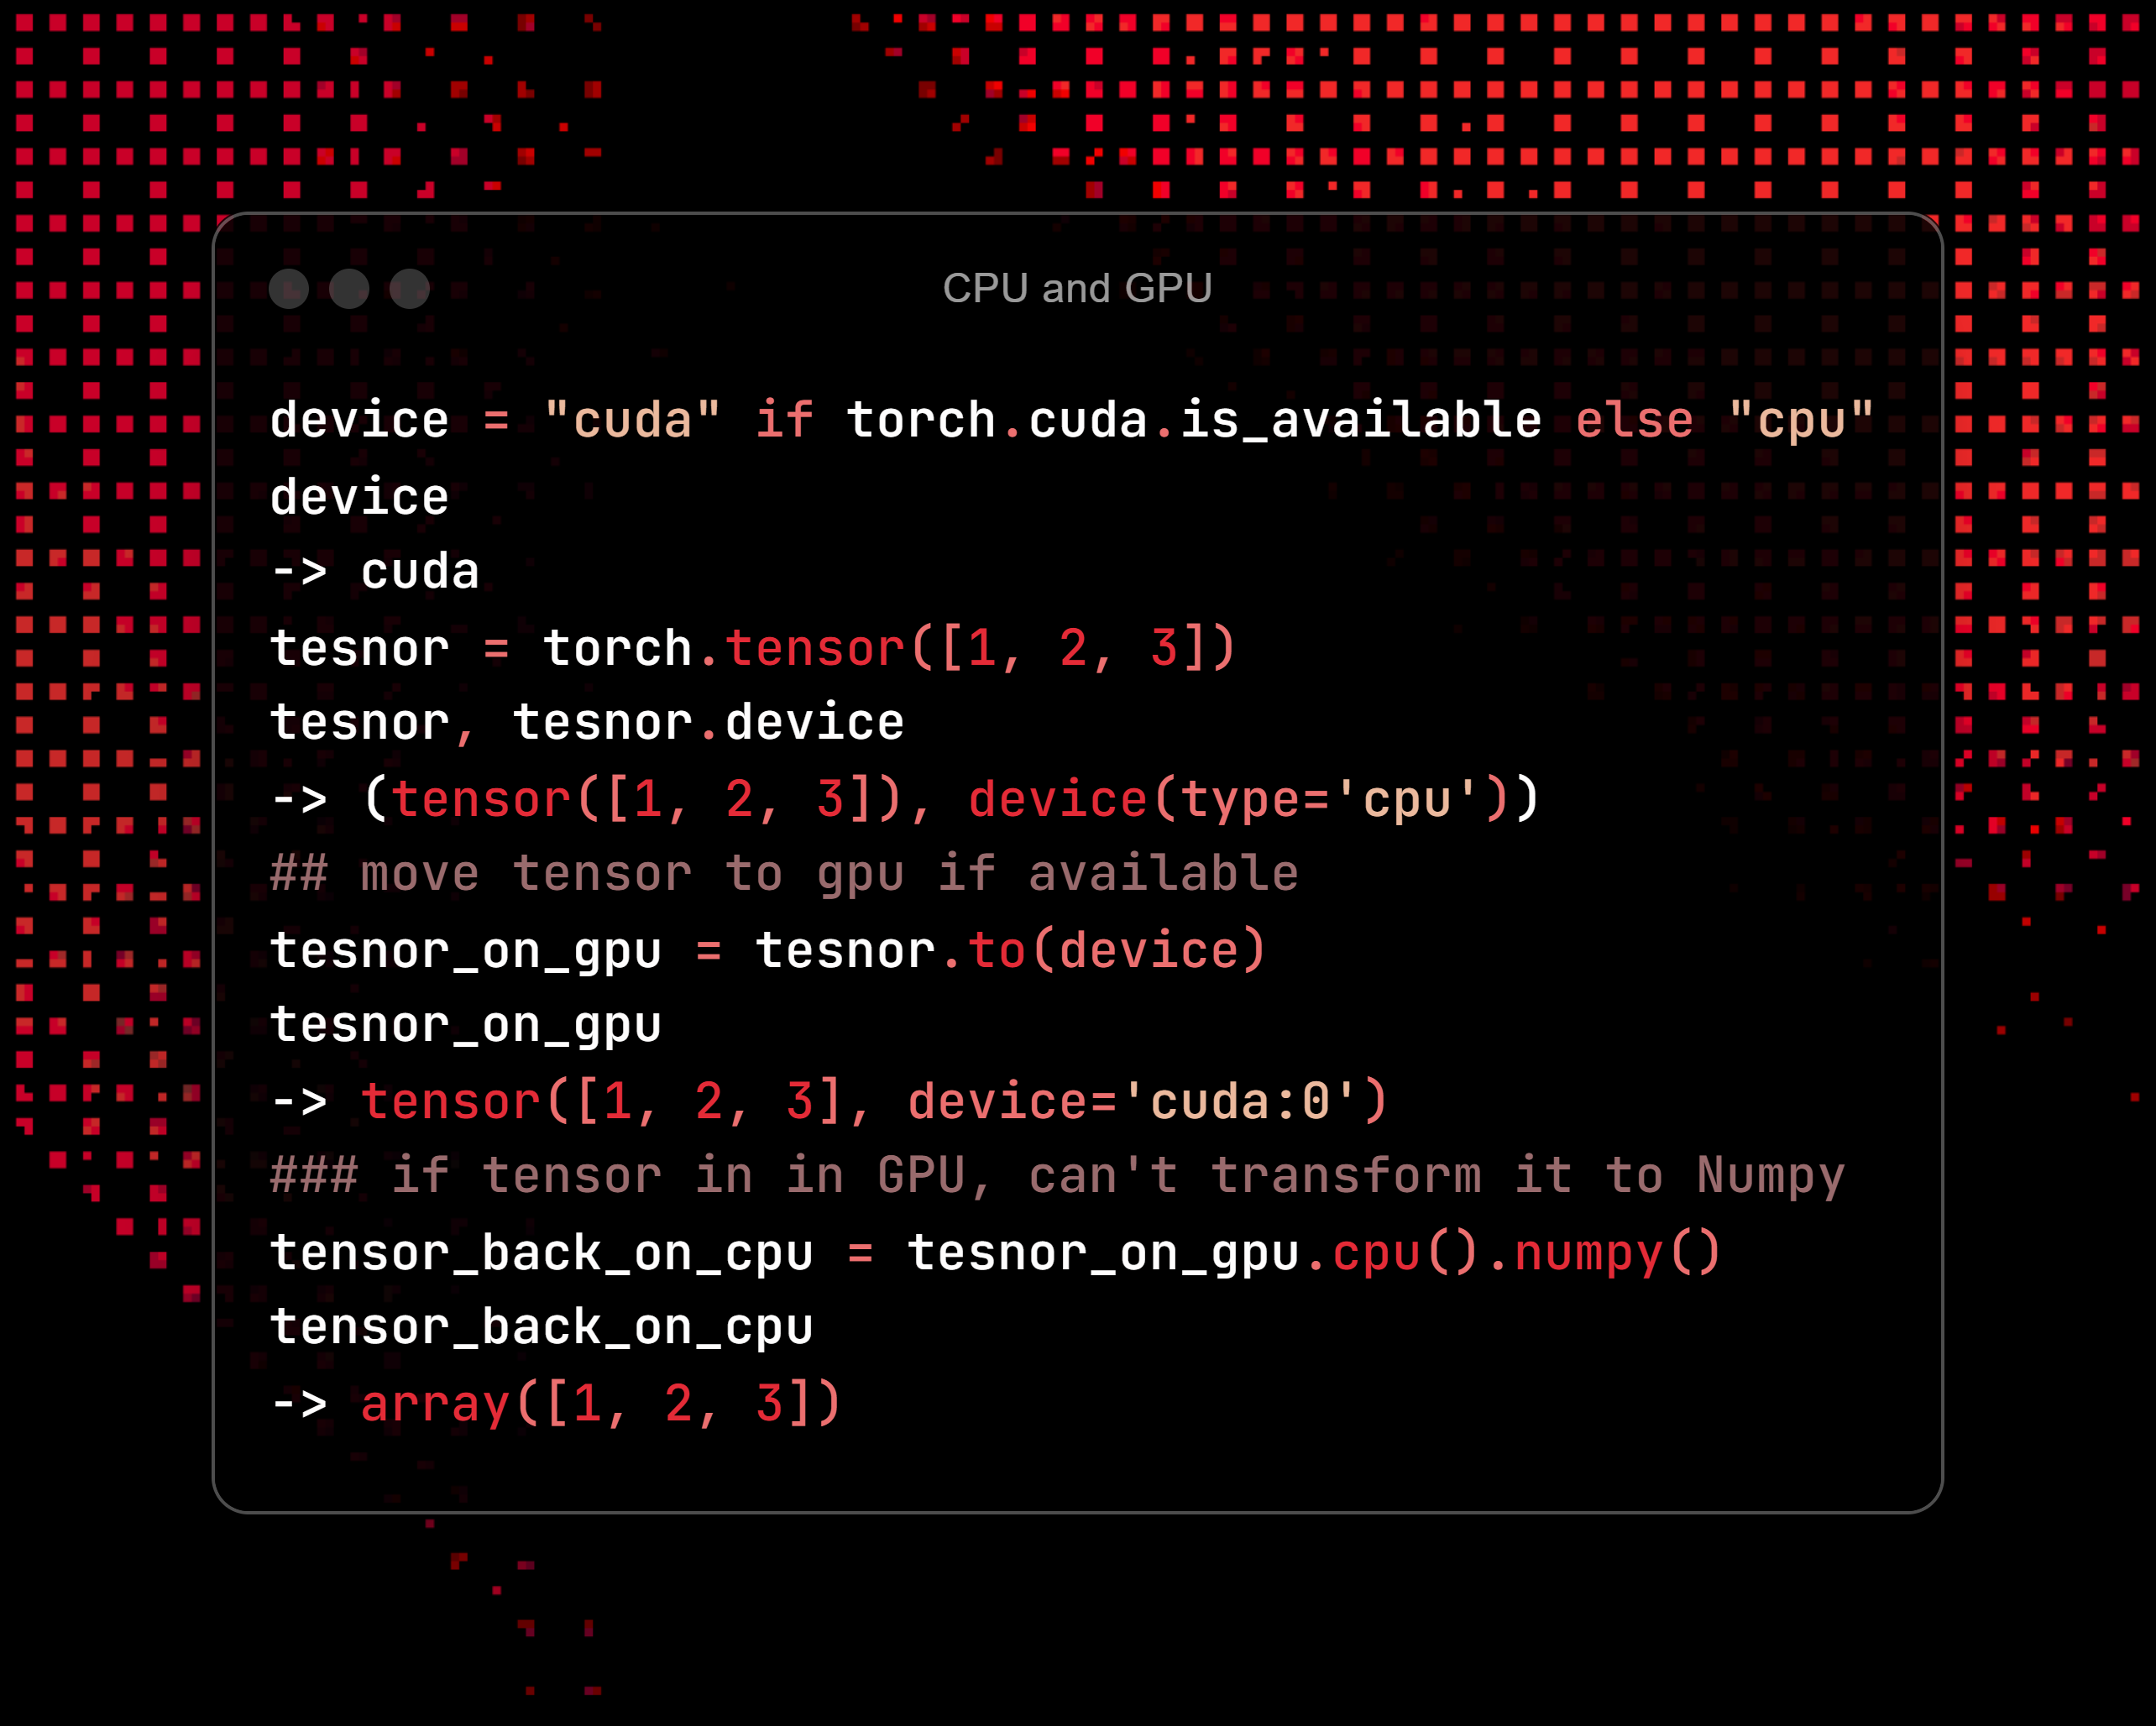 CPU and GPU
device = "cuda" if torch.cuda.is_available else "cpu"
device
-> cuda
tesnor = torch.tensor([1, 2, 3])
tesnor, tesnor.device
-> (tensor([1, 2, 3]), device(type='cpu'))
## move tensor to gpu if available
tesnor_on_gpu = tesnor.to(device)
tesnor_on_gpu
-> tensor([1, 2, 3], device='cuda:0')
### if tensor in in GPU, can't transform it to Numpy
tensor_back_on_cpu = tesnor_on_gpu.cpu().numpy()
tensor_back_on_cpu
-> array([1, 2, 3])